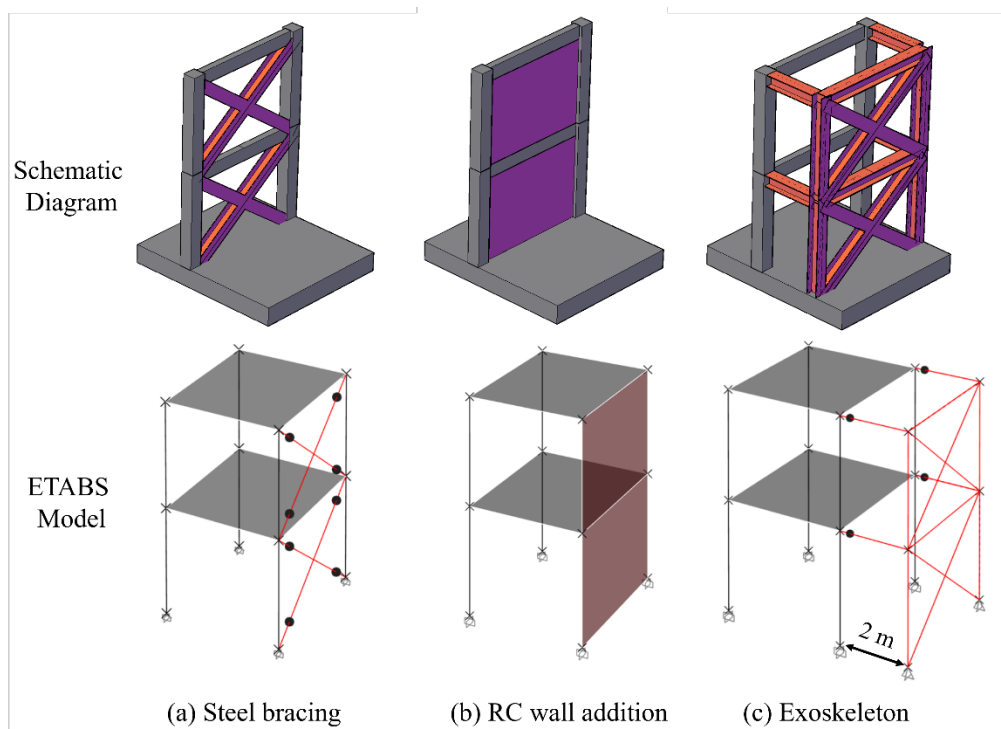 Schematic
Diagram
ETABS
Model
2 m
(a) Steel bracing
(b) RC wall addition
(c) Exoskeleton